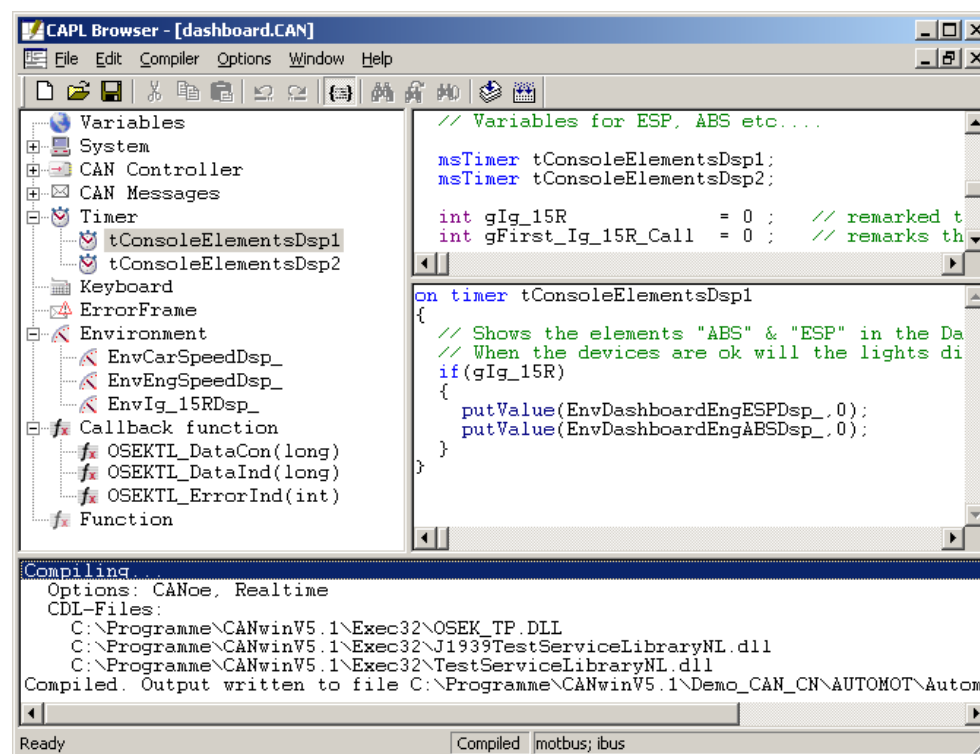 CAPL Browser - [dashboard.CAN]
File Edit Compiler Options Window Help
Variables
System
CAN Controller
CAN Messages
Timer
tConsoleElementsDsp1
tConsoleElementsDsp2
Keyboard
ErrorFrame
Environment
EnvCarSpeedDsp_
EnvEngSpeedDsp_
EnvIg_15RDsp_
Callback function
OSEKTL_DataCon(long)
OSEKTL_DataInd(long)
OSEKTL_ErrorInd(int)
Function
// Variables for ESP, ABS etc....
msTimer tConsoleElementsDsp1;
msTimer tConsoleElementsDsp2;
int gIg_15R = 0 ; // remarked t
int gFirst_Ig_15R_Call = 0 ; // remarks th
on timer tConsoleElementsDsp1
{
// Shows the elements "ABS" & "ESP" in the Da
// When the devices are ok will the lights di
if(gIg_15R)
{
putValue(EnvDashboardEngESPDsp_,0);
putValue(EnvDashboardEngABSDsp_,0);
}
}
Compiling...
Options: CANoe, Realtime
CDL-Files:
C:\Programme\CANwinV5.1\Exec32\OSEK_TP.DLL
C:\Programme\CANwinV5.1\Exec32\J1939TestServiceLibraryNL.dll
C:\Programme\CANwinV5.1\Exec32\TestServiceLibraryNL.dll
Compiled. Output written to file C:\Programme\CANwinV5.1\Demo_CAN_CN\AUTOMOT\Autom
Ready Compiled motbus; ibus